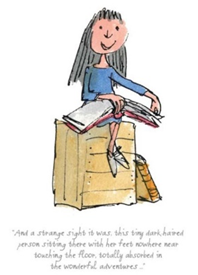 "And a strange sight it was, this tiny dark,haired
person sitting there with her feet nowhere near
touching the floor, totally absorbed in
the wonderful adventures ..."